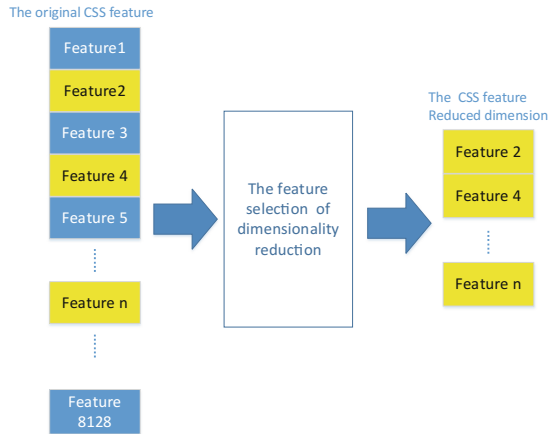 The original CSS feature
Feature1
Feature2
Feature 3
Feature 4
Feature 5
Feature n
Feature
8128
The feature
selection of
dimensionality
reduction
The CSS feature
Reduced dimension
Feature 2
Feature 4
Feature n